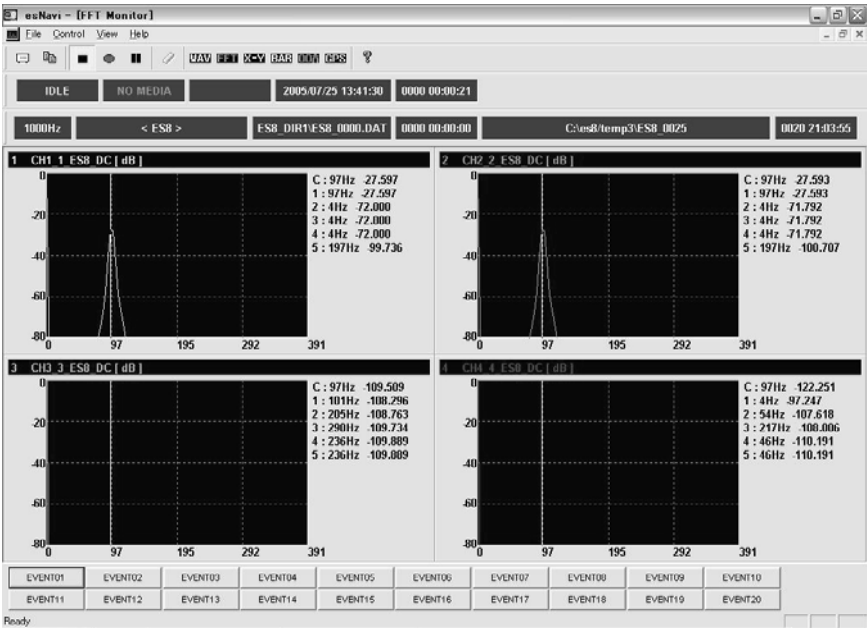 esNavi - [FFT Monitor]
File Control View Help
WAV FFT X-Y BAR GPS
IDLE NO MEDIA 2005/07/25 13:41:30 0000 00:00:21
1000Hz < ES8 > ES8_DIR1\ES8_0000.DAT 0000 00:00:00 C:\es8/temp3\ES8_0025 0020 21:03:55
1 CH1_1_ES8_DC [ dB ]
0
-20
-40
-60
-80
0 97 195 292 391
C : 97Hz -27.597
1 : 97Hz -27.597
2 : 4Hz -72.000
3 : 4Hz -72.000
4 : 4Hz -72.000
5 : 197Hz -99.736
2 CH2_2_ES8_DC [ dB ]
0
-20
-40
-60
-80
0 97 195 292 391
C : 97Hz -27.593
1 : 97Hz -27.593
2 : 4Hz -71.792
3 : 4Hz -71.792
4 : 4Hz -71.792
5 : 197Hz -100.707
3 CH3_3_ES8_DC [ dB ]
0
-20
-40
-60
-80
0 97 195 292 391
C : 97Hz -109.509
1 : 101Hz -108.296
2 : 205Hz -108.763
3 : 290Hz -109.734
4 : 236Hz -109.889
5 : 236Hz -109.889
4 CH4_4_ES8_DC [ dB ]
0
-20
-40
-60
-80
0 97 195 292 391
C : 97Hz -122.251
1 : 4Hz -97.247
2 : 54Hz -107.618
3 : 217Hz -108.006
4 : 46Hz -110.191
5 : 46Hz -110.191
EVENT01 EVENT02 EVENT03 EVENT04 EVENT05 EVENT06 EVENT07 EVENT08 EVENT09 EVENT10
EVENT11 EVENT12 EVENT13 EVENT14 EVENT15 EVENT16 EVENT17 EVENT18 EVENT19 EVENT20
Ready